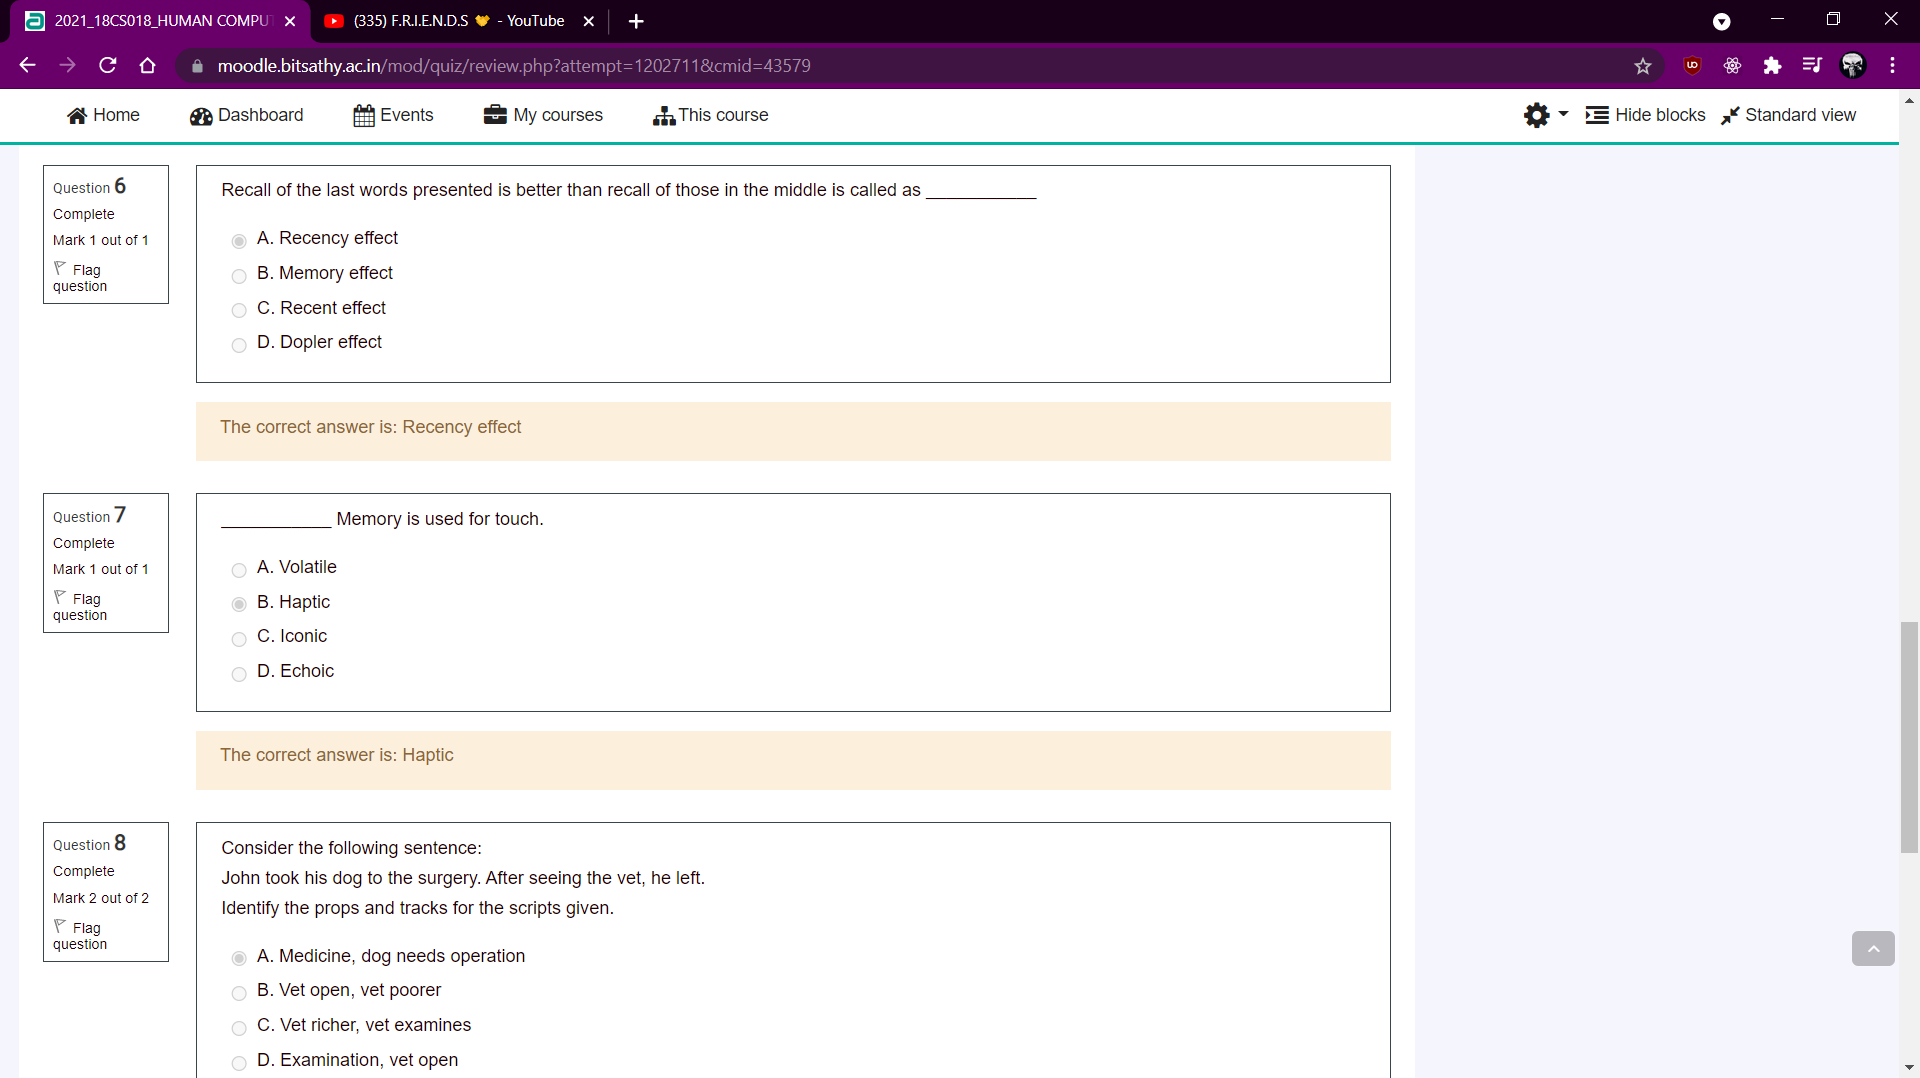 2021_18CS018_HUMAN COMPUT
(335) F.R.I.E.N.D.S 💛 - YouTube
moodle.bitsathy.ac.in/mod/quiz/review.php?attempt=1202711&cmid=43579
Home
Dashboard
Events
My courses
This course
Hide blocks
Standard view
Question 6
Complete
Mark 1 out of 1
Flag
question
Recall of the last words presented is better than recall of those in the middle is called as ___________
A. Recency effect
B. Memory effect
C. Recent effect
D. Dopler effect
The correct answer is: Recency effect
Question 7
Complete
Mark 1 out of 1
Flag
question
___________ Memory is used for touch.
A. Volatile
B. Haptic
C. Iconic
D. Echoic
The correct answer is: Haptic
Question 8
Complete
Mark 2 out of 2
Flag
question
Consider the following sentence:
John took his dog to the surgery. After seeing the vet, he left.
Identify the props and tracks for the scripts given.
A. Medicine, dog needs operation
B. Vet open, vet poorer
C. Vet richer, vet examines
D. Examination, vet open